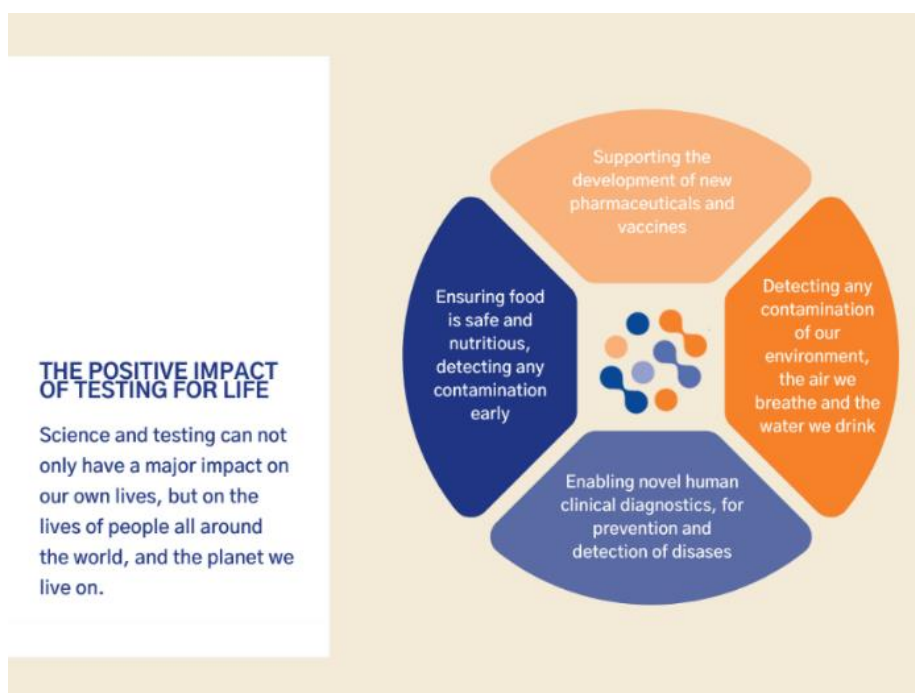 THE POSITIVE IMPACT
OF TESTING FOR LIFE
Science and testing can not
only have a major impact on
our own lives, but on the
lives of people all around
the world, and the planet we
live on.
Supporting the
development of new
pharmaceuticals and
vaccines
Detecting any
contamination
of our
environment,
the air we
breathe and the
water we drink
Enabling novel human
clinical diagnostics, for
prevention and
detection of disases
Ensuring food
is safe and
nutritious,
detecting any
contamination
early